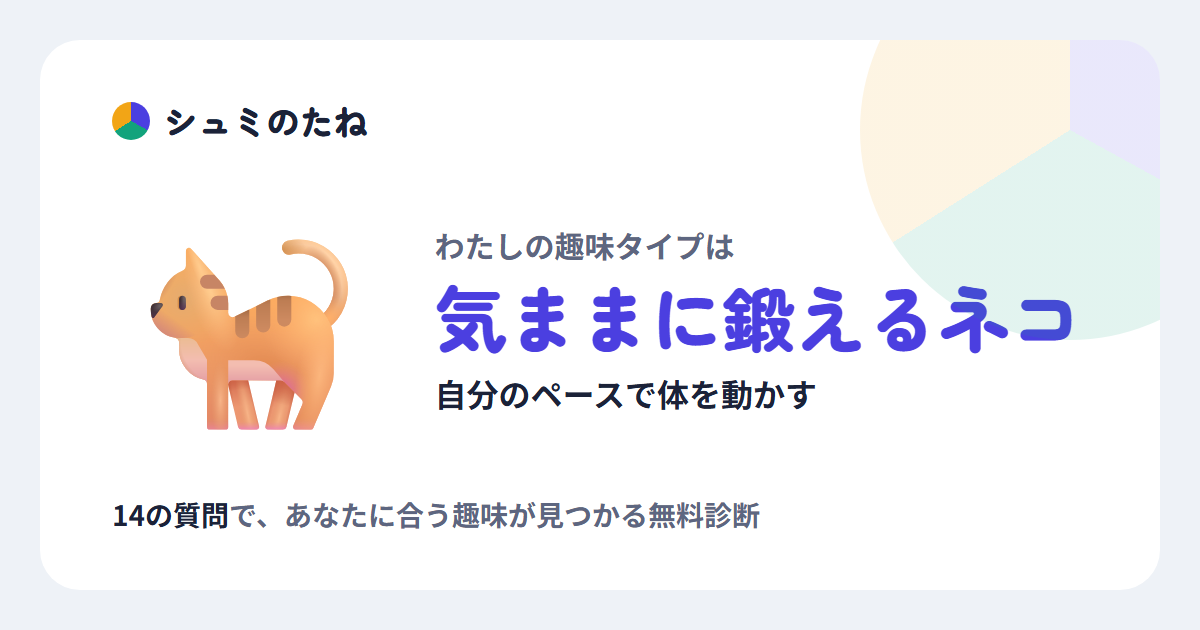 シュミのたね
わたしの趣味タイプは
気ままに鍛えるネコ
自分のペースで体を動かす
14の質問で、あなたに合う趣味が見つかる無料診断